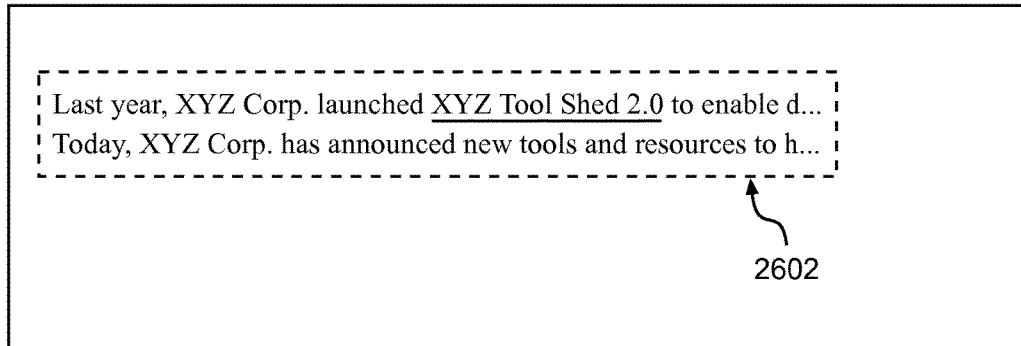 Last year, XYZ Corp. launched XYZ Tool Shed 2.0 to enable d...
Today, XYZ Corp. has announced new tools and resources to h...
2602